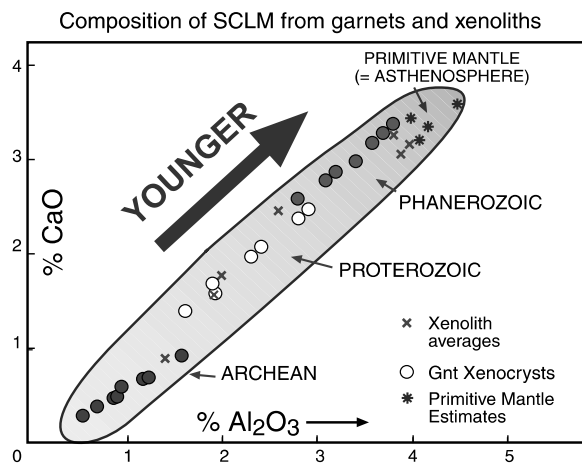 Composition of SCLM from garnets and xenoliths
4
3
2
1
0
% CaO
YOUNGER
PRIMITIVE MANTLE
(= ASTHENOSPHERE)
PHANEROZOIC
PROTEROZOIC
ARCHEAN
Xenolith
averages
Gnt Xenocrysts
Primitive Mantle
Estimates
% Al₂O₃
1
2
3
4
5